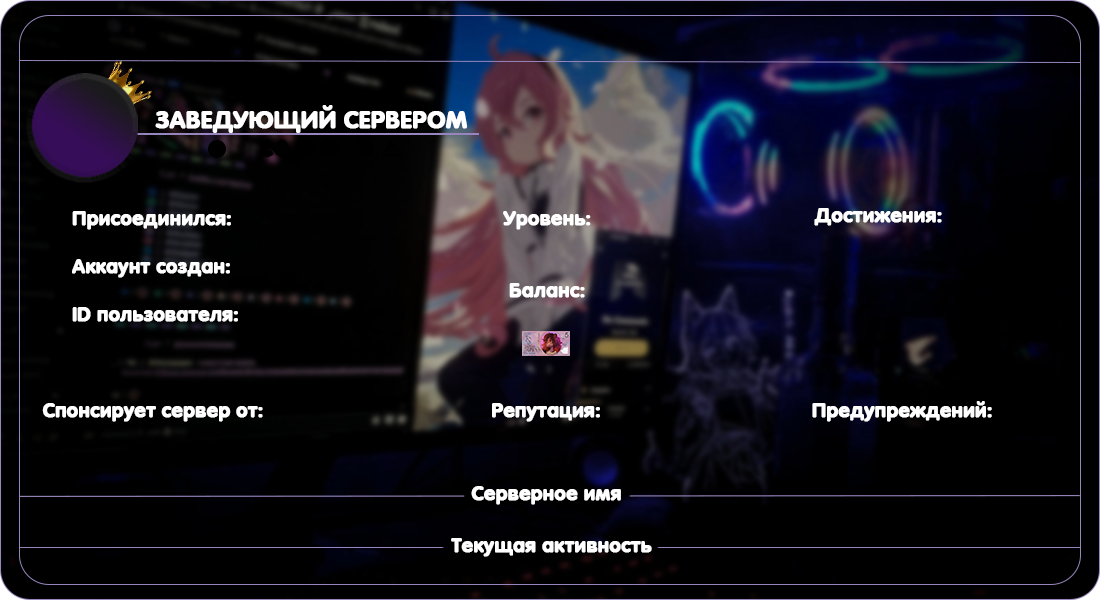 ЗАВЕДУЮЩИЙ СЕРВЕРОМ
Присоединился:
Уровень:
Достижения:
Аккаунт создан:
Баланс:
ID пользователя:
Спонсирует сервер от:
Репутация:
Предупреждений:
Серверное имя
Текущая активность